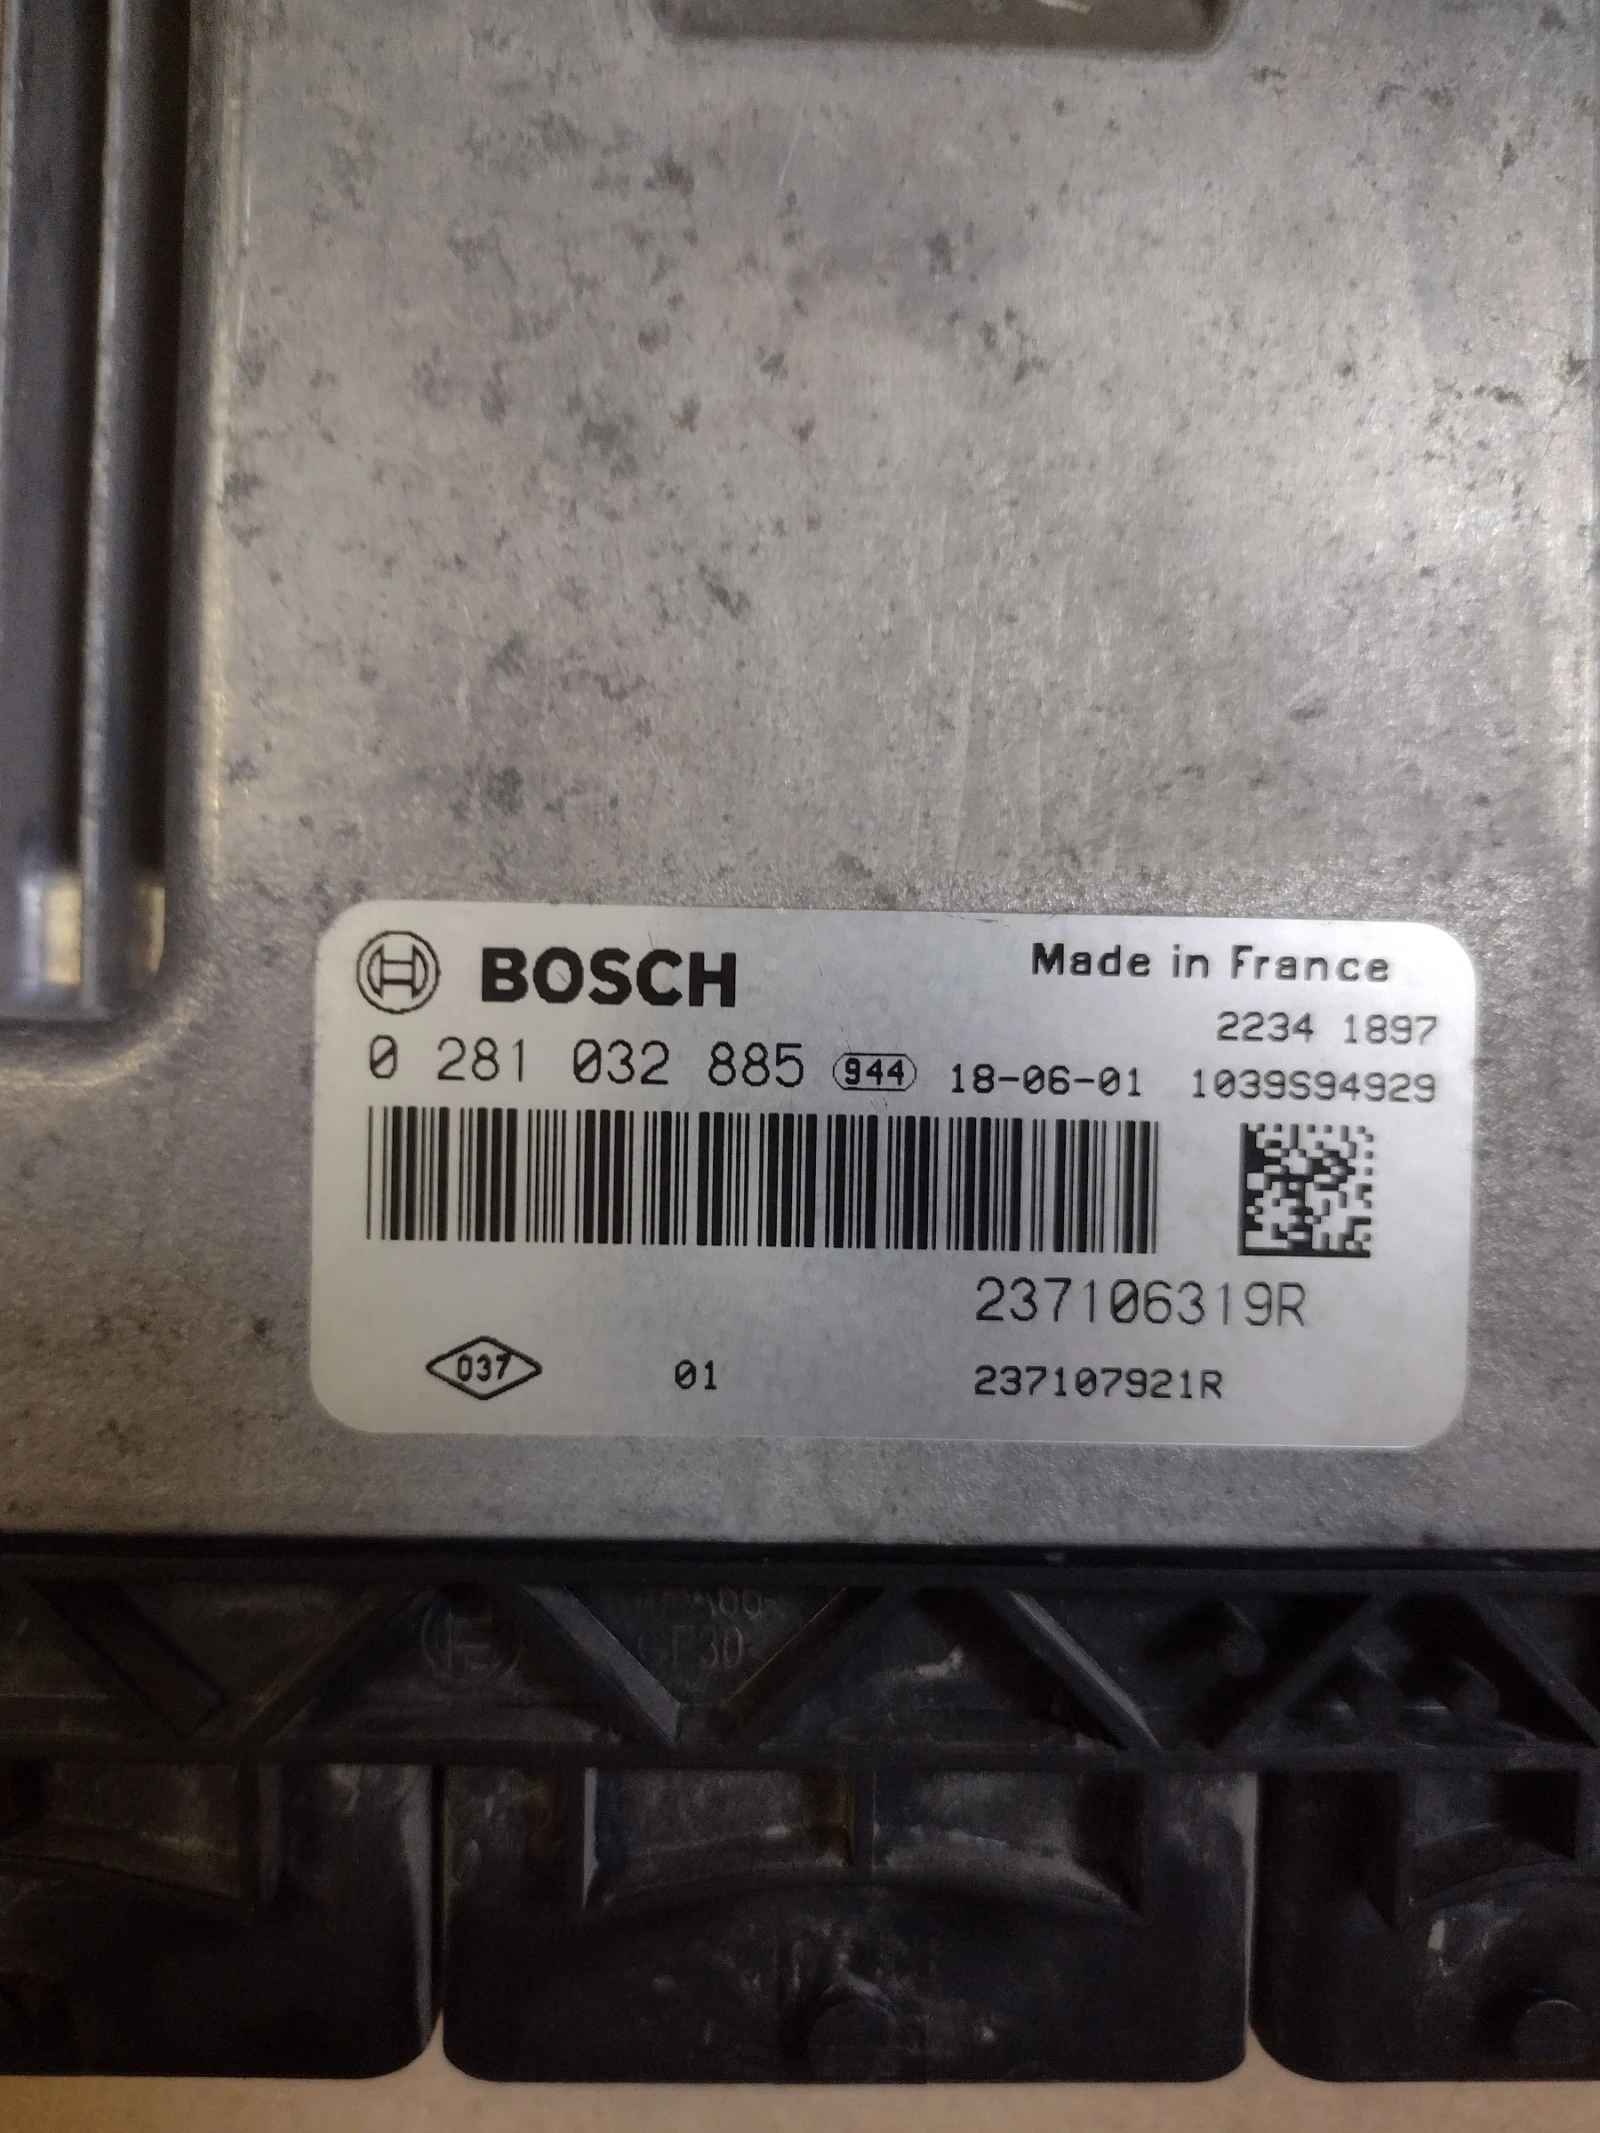 BOSCH
Made in France
2234 1897
0 281 032 885 944 18-06-01 1039S94929
237106319R
037 01 237107921R